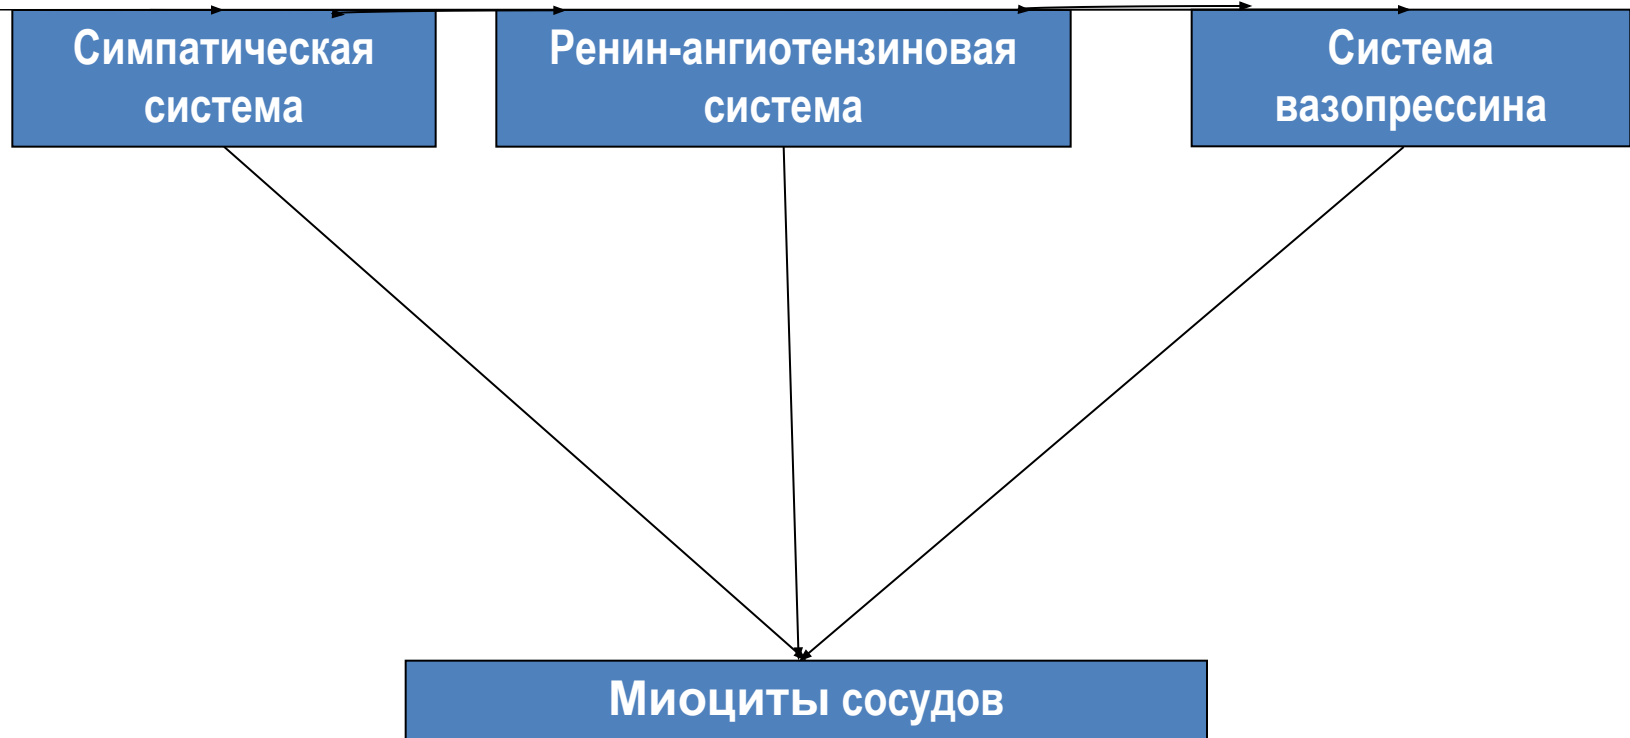 Симпатическая
система
Ренин-ангиотензиновая
система
Система
вазопрессина
Миоциты сосудов